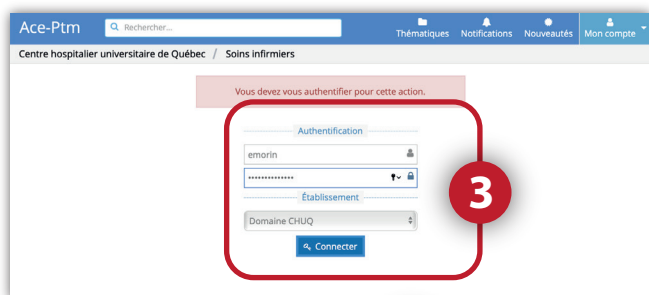 Ace-Ptm
Rechercher...
Thématiques Notifications Nouveautés Mon compte
Centre hospitalier universitaire de Québec / Soins infirmiers
Vous devez vous authentifier pour cette action.
Authentification
emorin
••••••••••••••
Établissement
Domaine CHUQ
Connecter
3